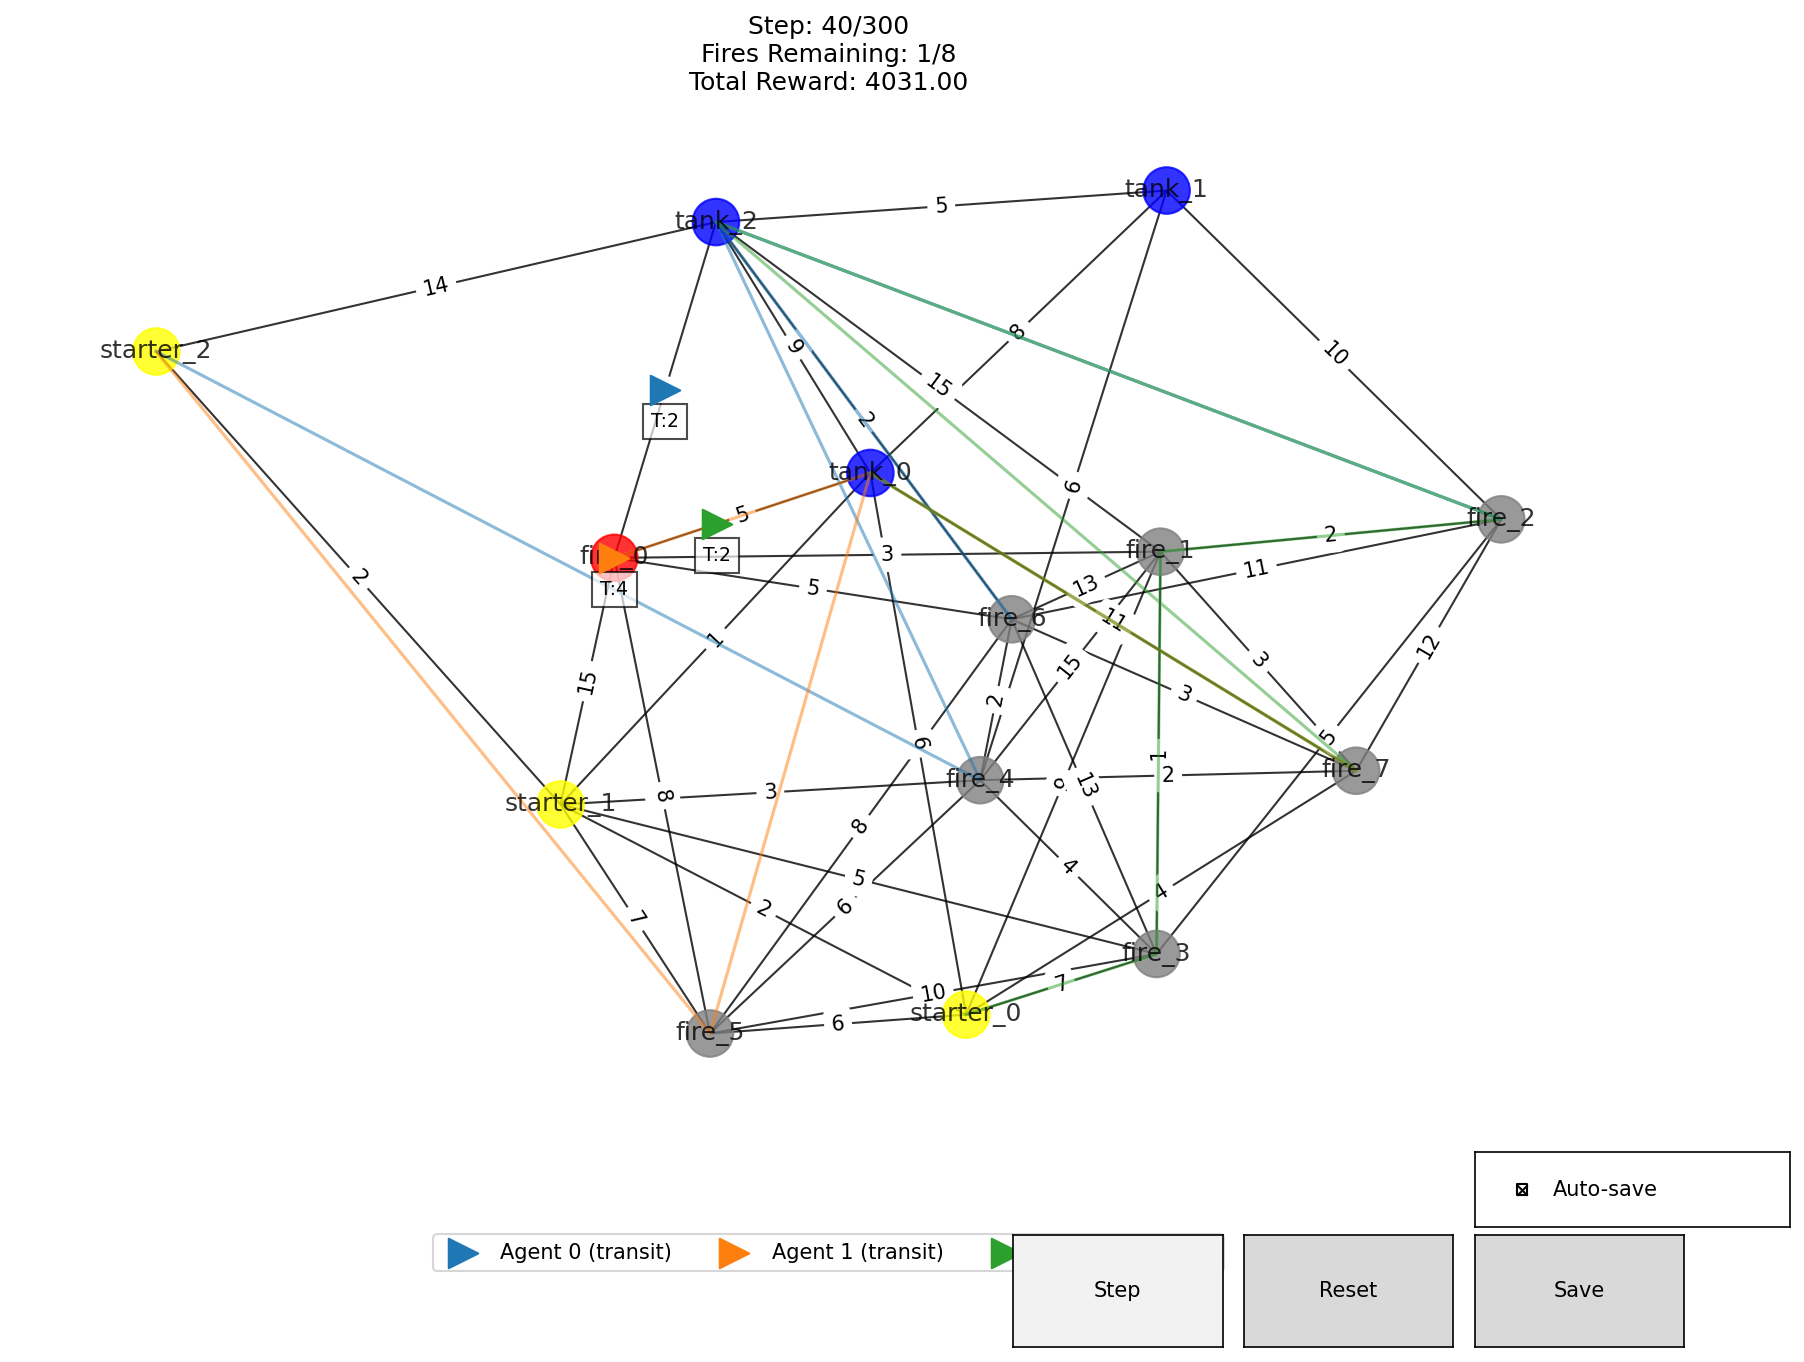 Step: 40/300
Fires Remaining: 1/8
Total Reward: 4031.00
tank_1
tank_2
5
14
8
10
starter_2
9
15
2
T:2
tank_0
6
5
fire_2
T:2
3
fire_1
2
11
T:4
5
13
2
fire_6
11
1
15
3
12
15
2
3
6
1
5
fire_4
2
fire_7
starter_1
3
8
9
13
8
4
5
6
4
7
2
fire_3
10
7
6
starter_0
fire_5
Auto-save
Agent 0 (transit)
Agent 1 (transit)
Step
Reset
Save